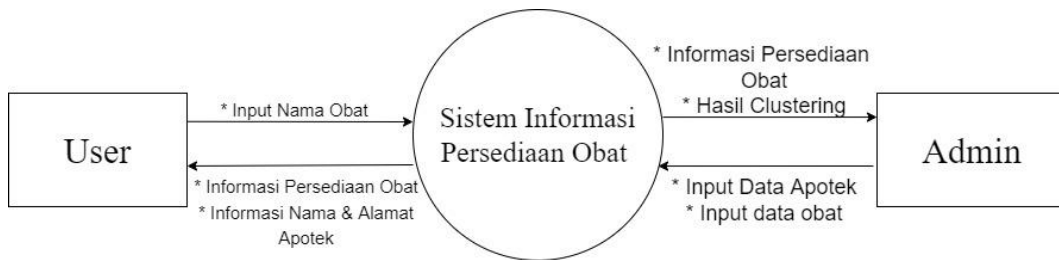 User
* Input Nama Obat
* Informasi Persediaan Obat
* Informasi Nama & Alamat
Apotek
Sistem Informasi
Persediaan Obat
* Informasi Persediaan
Obat
* Hasil Clustering
* Input Data Apotek
* Input data obat
Admin